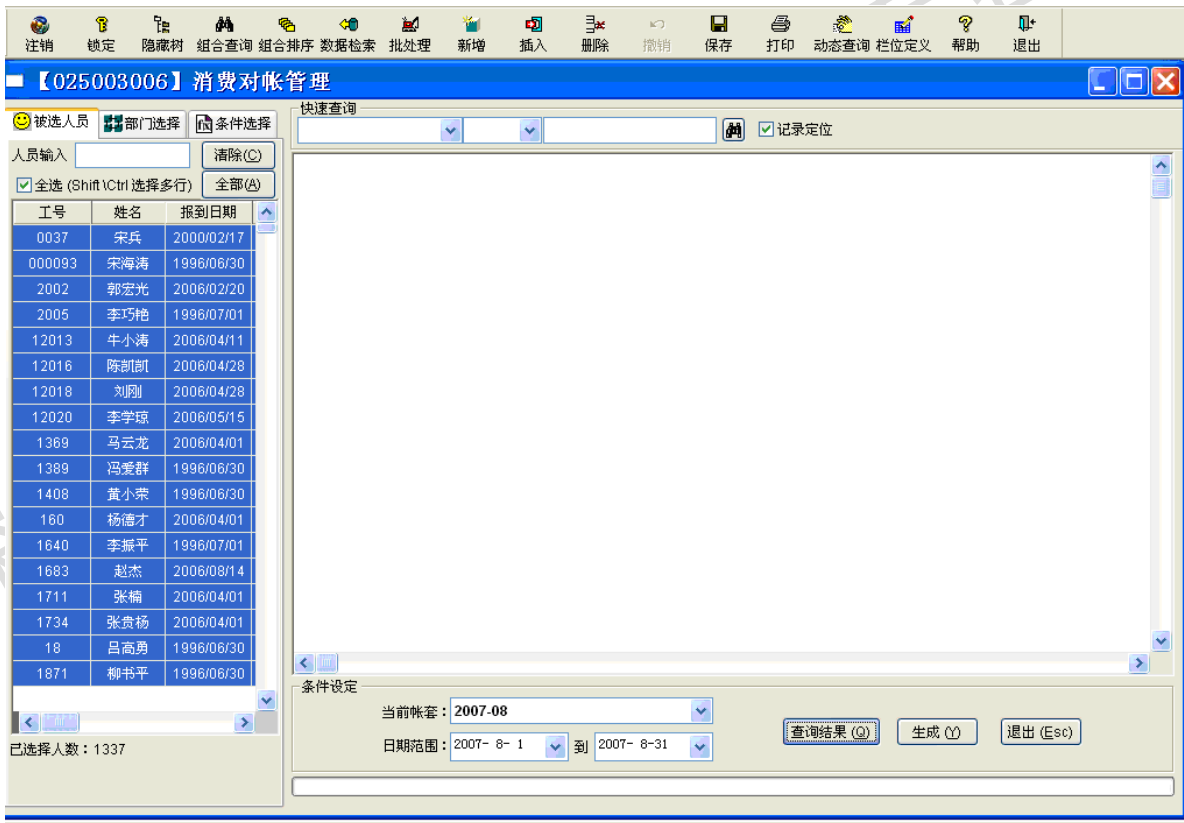 注销 锁定 隐藏树 组合查询 组合排序 数据检索 批处理 新增 插入 删除 撤销 保存 打印 动态查询 栏位定义 帮助 退出
【025003006】消费对帐管理
被选人员 部门选择 条件选择
快速查询
记录定位
人员输入 清除(C)
全选 (Shift\Ctrl 选择多行) 全部(A)
工号 姓名 报到日期
0037 宋兵 2000/02/17
000093 宋海涛 1996/06/30
2002 郭宏光 2006/02/20
2005 李巧艳 1996/07/01
12013 牛小涛 2006/04/11
12016 陈凯凯 2006/04/28
12018 刘刚 2006/04/28
12020 李学琼 2006/05/15
1369 马云龙 2006/04/01
1389 冯爱群 1996/06/30
1408 黄小荣 1996/06/30
160 杨德才 2006/04/01
1640 李振平 1996/07/01
1683 赵杰 2006/08/14
1711 张楠 2006/04/01
1734 张贵杨 2006/04/01
18 吕高勇 1996/06/30
1871 柳书平 1996/06/30
已选择人数：1337
条件设定
当前帐套：2007-08
日期范围：2007- 8- 1 到 2007- 8-31
查询结果 (Q) 生成 (Y) 退出 (Esc)